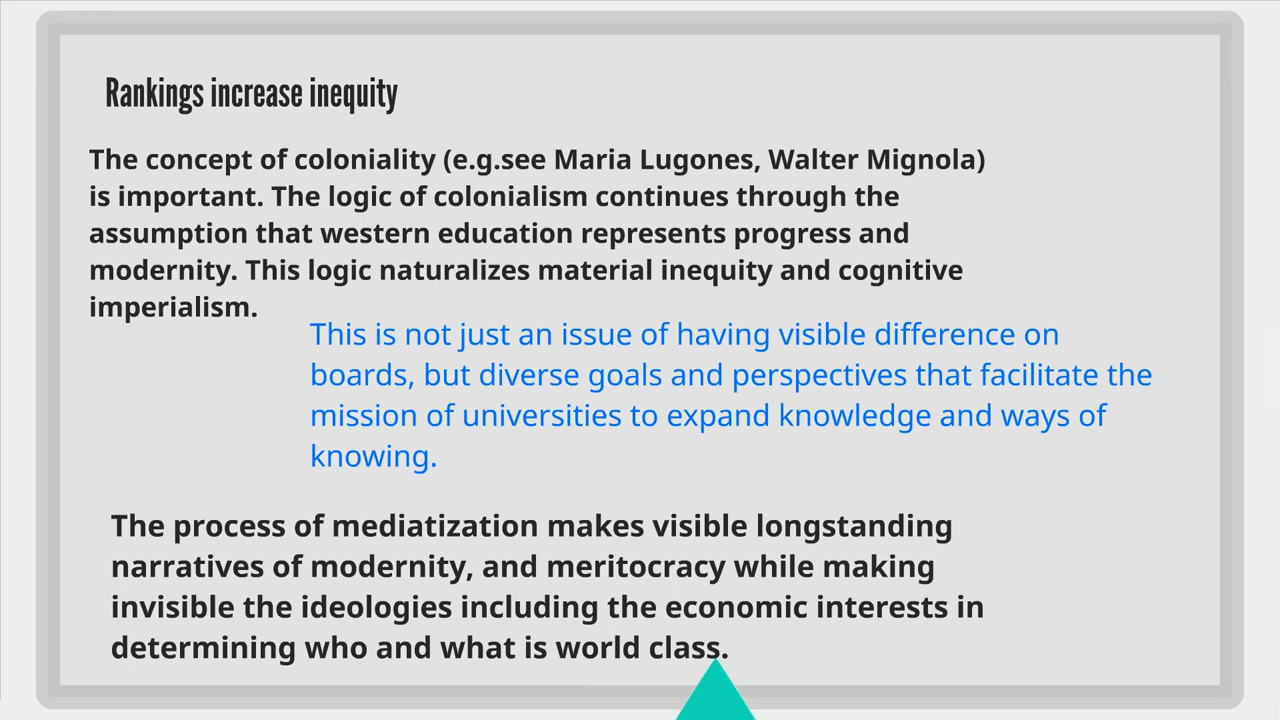 Rankings increase inequity
The concept of coloniality (e.g.see Maria Lugones, Walter Mignola)
is important. The logic of colonialism continues through the
assumption that western education represents progress and
modernity. This logic naturalizes material inequity and cognitive
imperialism.
This is not just an issue of having visible difference on
boards, but diverse goals and perspectives that facilitate the
mission of universities to expand knowledge and ways of
knowing.
The process of mediatization makes visible longstanding
narratives of modernity, and meritocracy while making
invisible the ideologies including the economic interests in
determining who and what is world class.